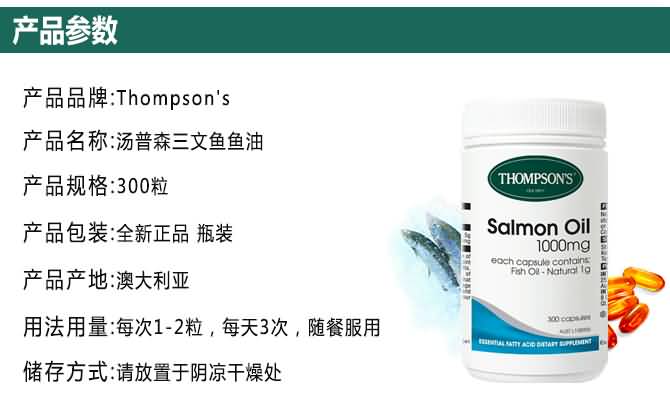 产品参数
产品品牌:Thompson's
产品名称:汤普森三文鱼鱼油
产品规格:300粒
产品包装:全新正品 瓶装
产品产地:澳大利亚
用法用量:每次1-2粒，每天3次，随餐服用
储存方式:请放置于阴凉干燥处
THOMPSON'S
Salmon Oil
1000mg
each capsule contains:
Fish Oil - Natural 1g
300 capsules
ESSENTIAL FATTY ACID DIETARY SUPPLEMENT